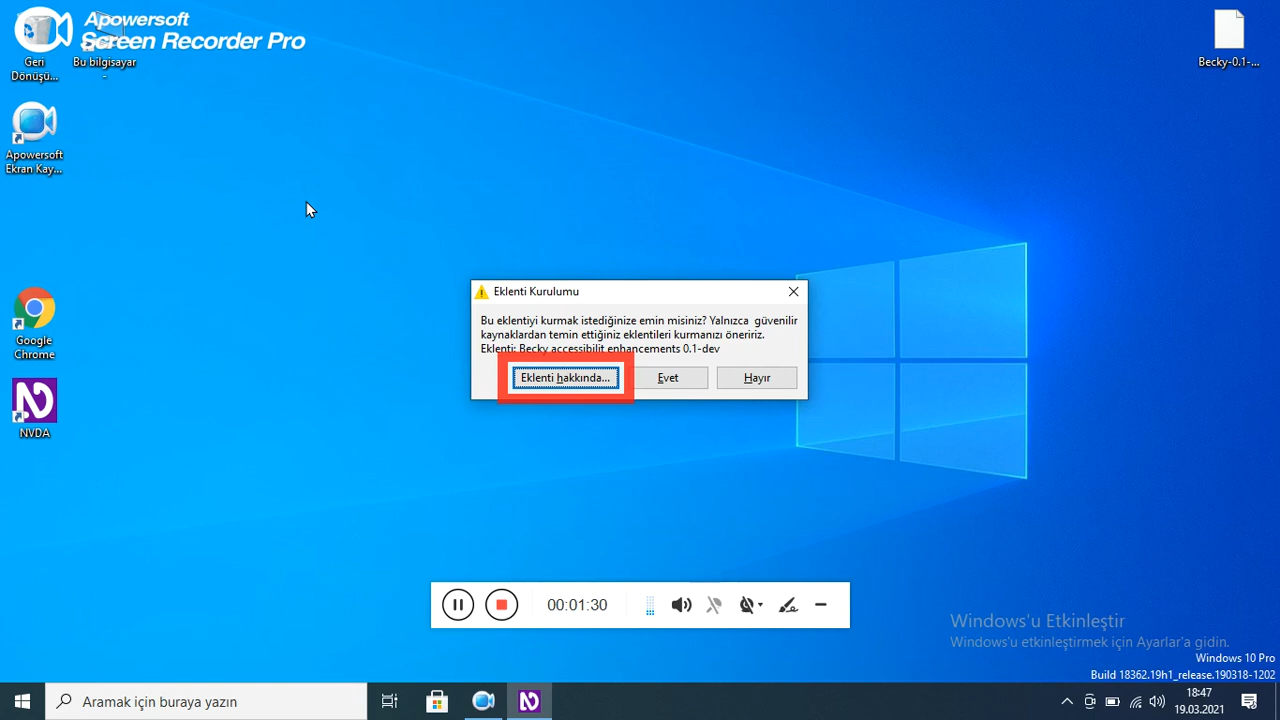 Apowersoft
Screen Recorder Pro
Geri
Dönüşü...
Bu bilgisayar
-
Becky-0.1-...
Apowersoft
Ekran Kay...
Google
Chrome
NVDA
Eklenti Kurulumu
Bu eklentiyi kurmak istediğinize emin misiniz? Yalnızca güvenilir
kaynaklardan temin ettiğiniz eklentileri kurmanızı öneririz.
Eklenti: Becky accessibilit enhancements 0.1-dev
Eklenti hakkında...
Evet
Hayır
00:01:30
Windows'u Etkinleştir
Windows'u etkinleştirmek için Ayarlar'a gidin.
Windows 10 Pro
Build 18362.19h1_release.190318-1202
Aramak için buraya yazın
18:47
19.03.2021